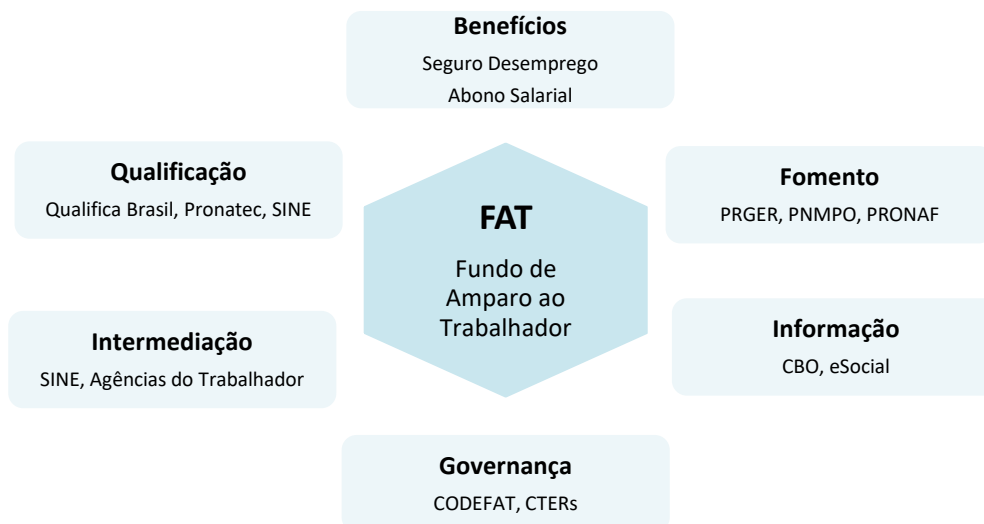 Benefícios
Seguro Desemprego
Abono Salarial
Qualificação
Qualifica Brasil, Pronatec, SINE
FAT
Fundo de
Amparo ao
Trabalhador
Fomento
PRGER, PNMPO, PRONAF
Intermediação
SINE, Agências do Trabalhador
Informação
CBO, eSocial
Governança
CODEFAT, CTERs